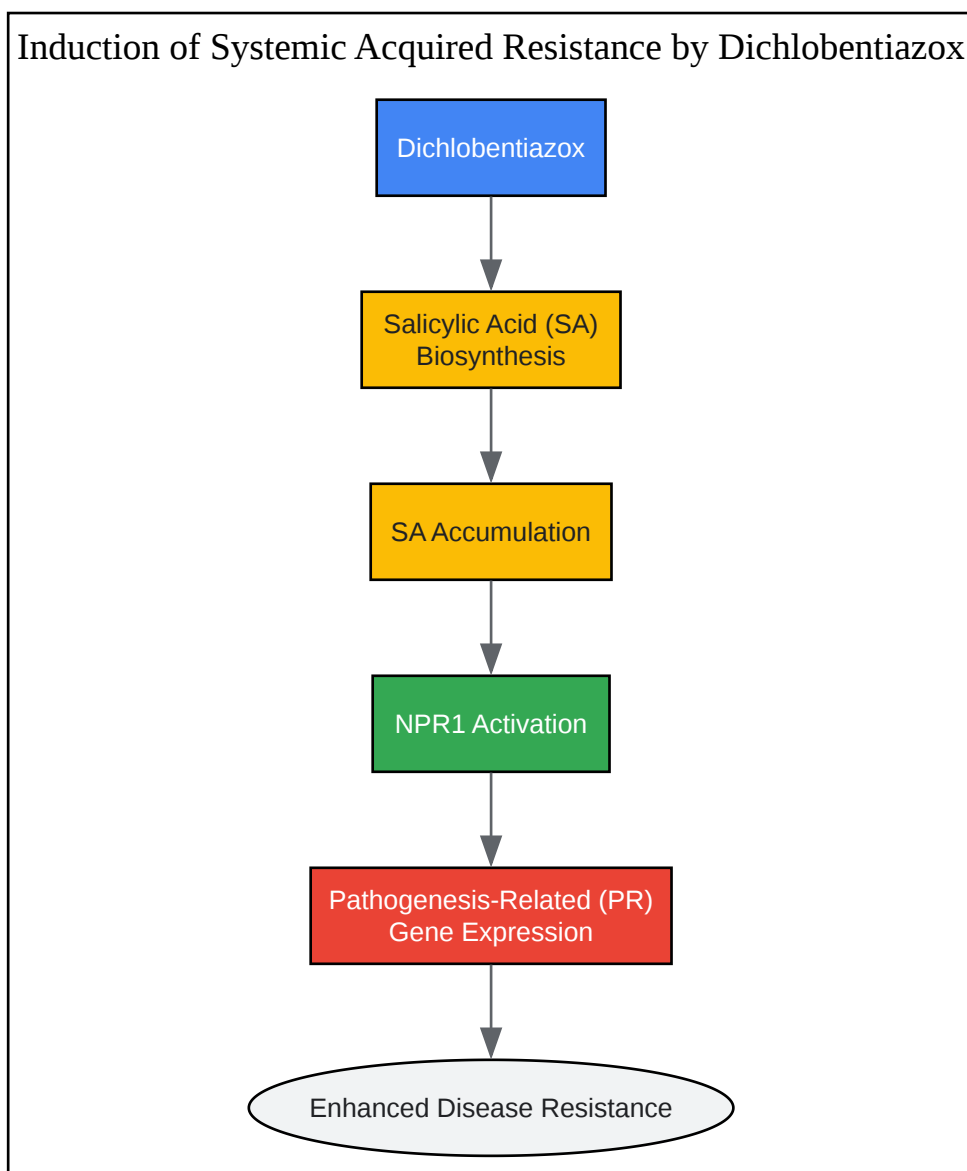 Induction of Systemic Acquired Resistance by Dichlobentiazox
Dichlobentiazox
Salicylic Acid (SA)
Biosynthesis
SA Accumulation
NPR1 Activation
Pathogenesis-Related (PR)
Gene Expression
Enhanced Disease Resistance